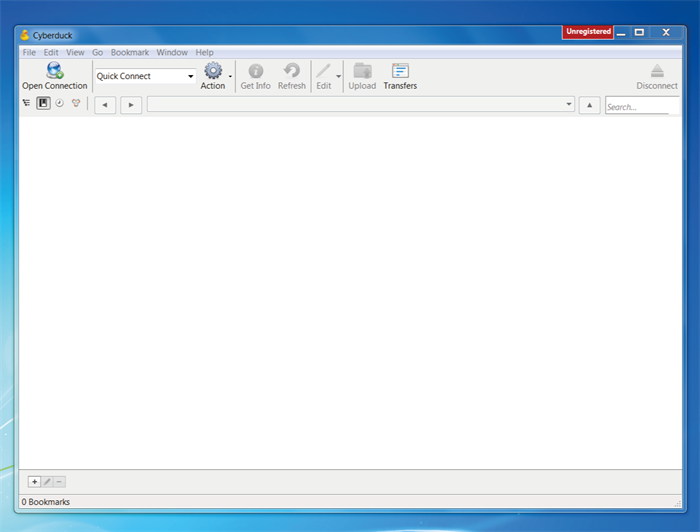 Cyberduck Unregistered
File Edit View Go Bookmark Window Help
Quick Connect
Open Connection Action Get Info Refresh Edit Upload Transfers Disconnect
Search...
0 Bookmarks